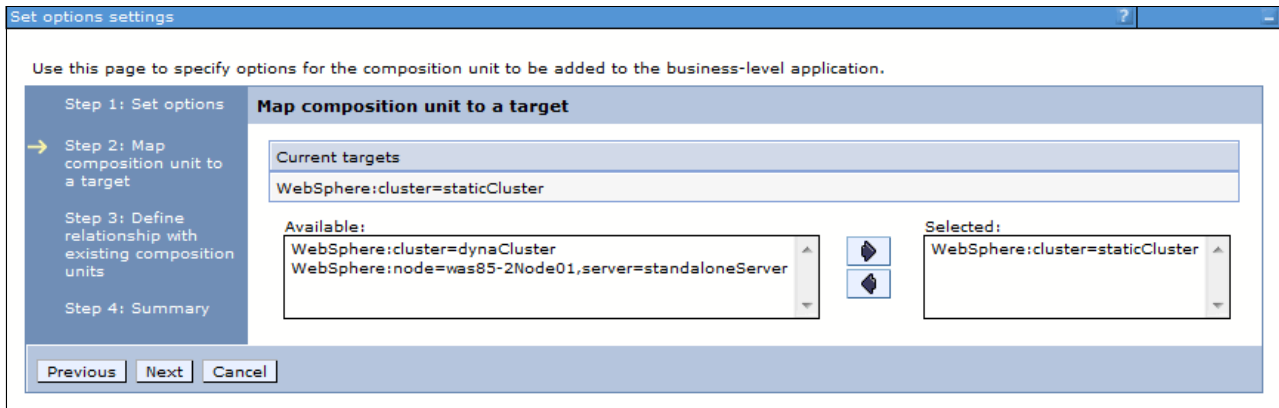 Set options settings
?
Use this page to specify options for the composition unit to be added to the business-level application.
Step 1: Set options
Step 2: Map
composition unit to
a target
Step 3: Define
relationship with
existing composition
units
Step 4: Summary
Map composition unit to a target
Current targets
WebSphere:cluster=staticCluster
Available:
WebSphere:cluster=dynaCluster
WebSphere:node=was85-2Node01,server=standaloneServer
Selected:
WebSphere:cluster=staticCluster
Previous Next Cancel